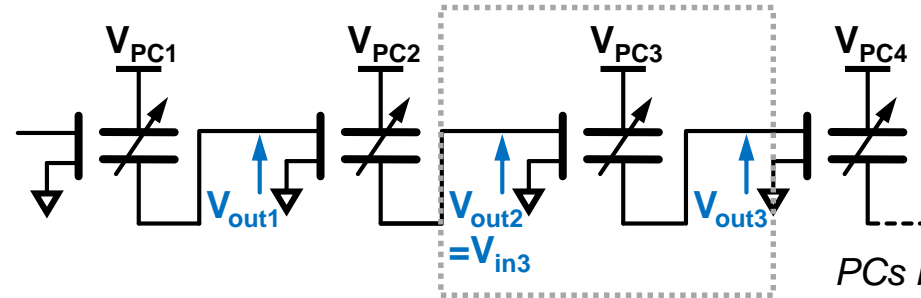 VPC1
VPC2
VPC3
VPC4
Vout1
Vout2
=Vin3
Vout3
PCs